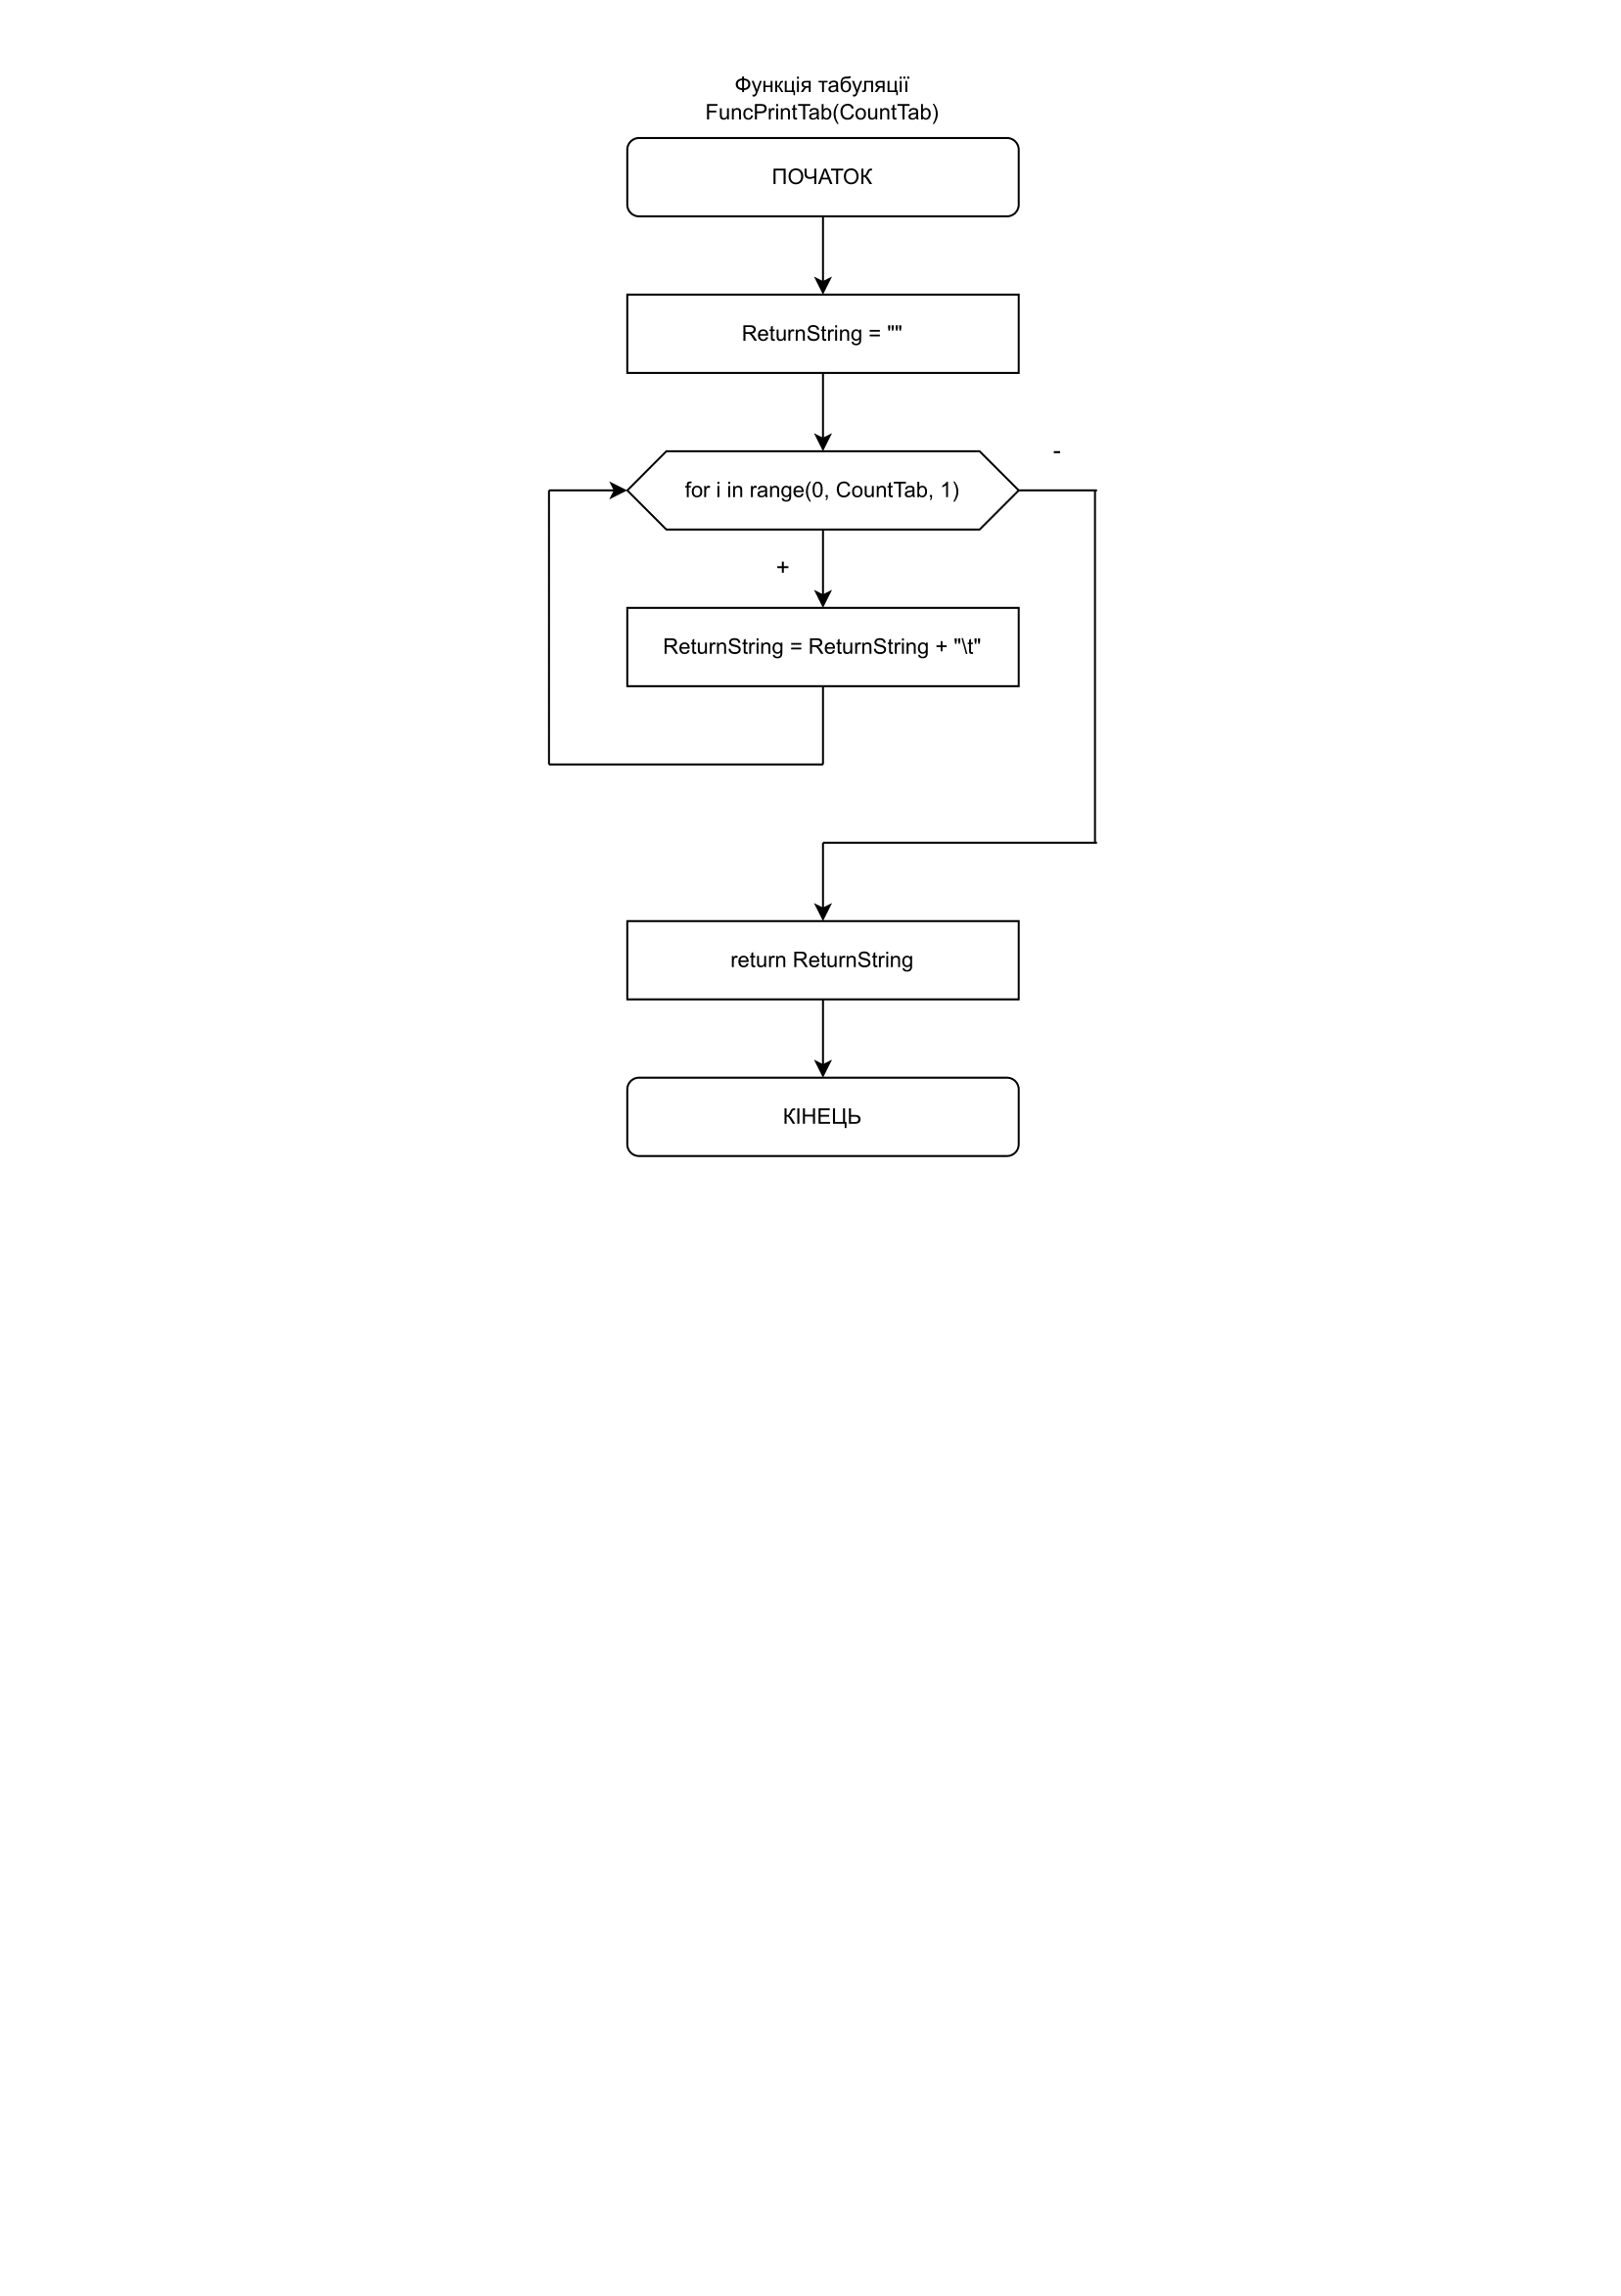 Функція табуляції
FuncPrintTab(CountTab)
ПОЧАТОК
ReturnString = ""
-
for i in range(0, CountTab, 1)
+
ReturnString = ReturnString + "\t"
return ReturnString
КІНЕЦЬ